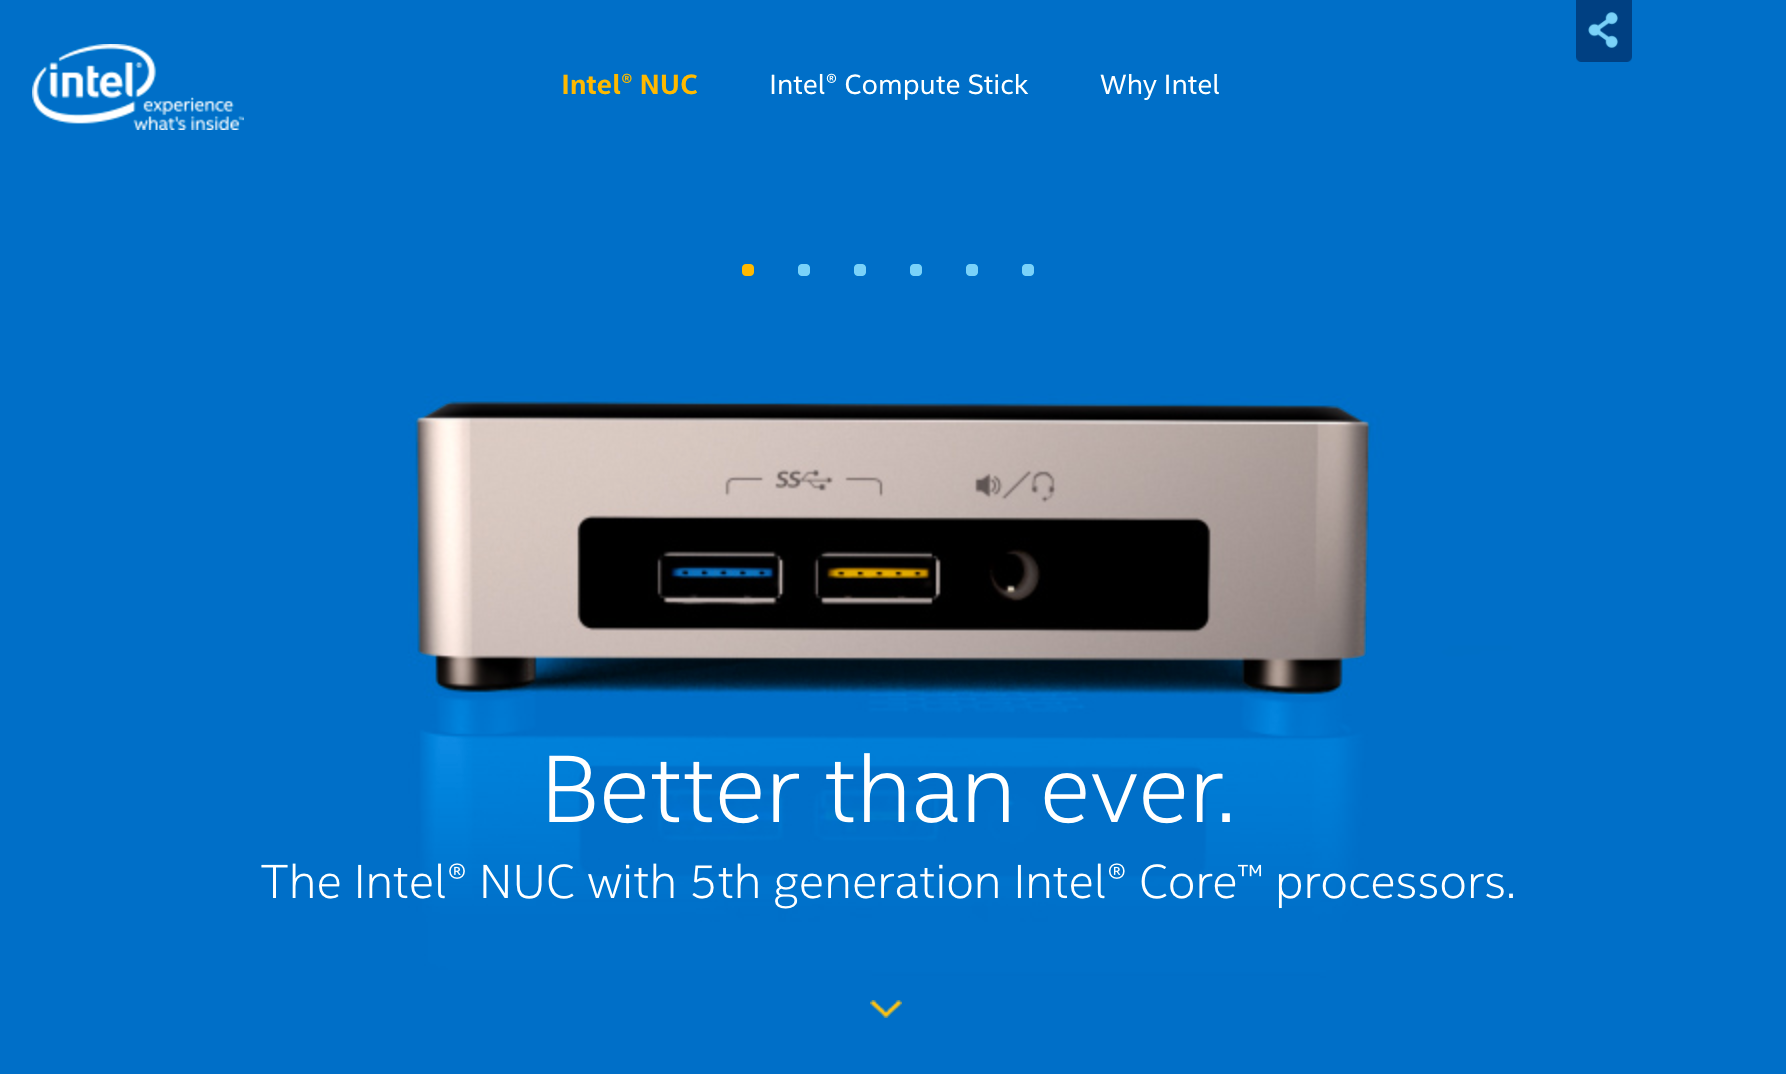 intel®
experience
what's inside™
Intel® NUC
Intel® Compute Stick
Why Intel
SS
Better than ever.
The Intel® NUC with 5th generation Intel® Core™ processors.